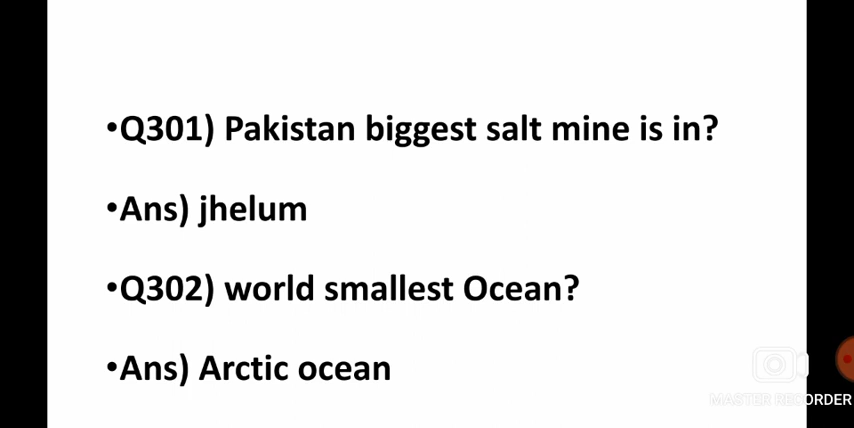 •Q301) Pakistan biggest salt mine is in?
•Ans) jhelum
•Q302) world smallest Ocean?
•Ans) Arctic ocean
MASTER RECORDER